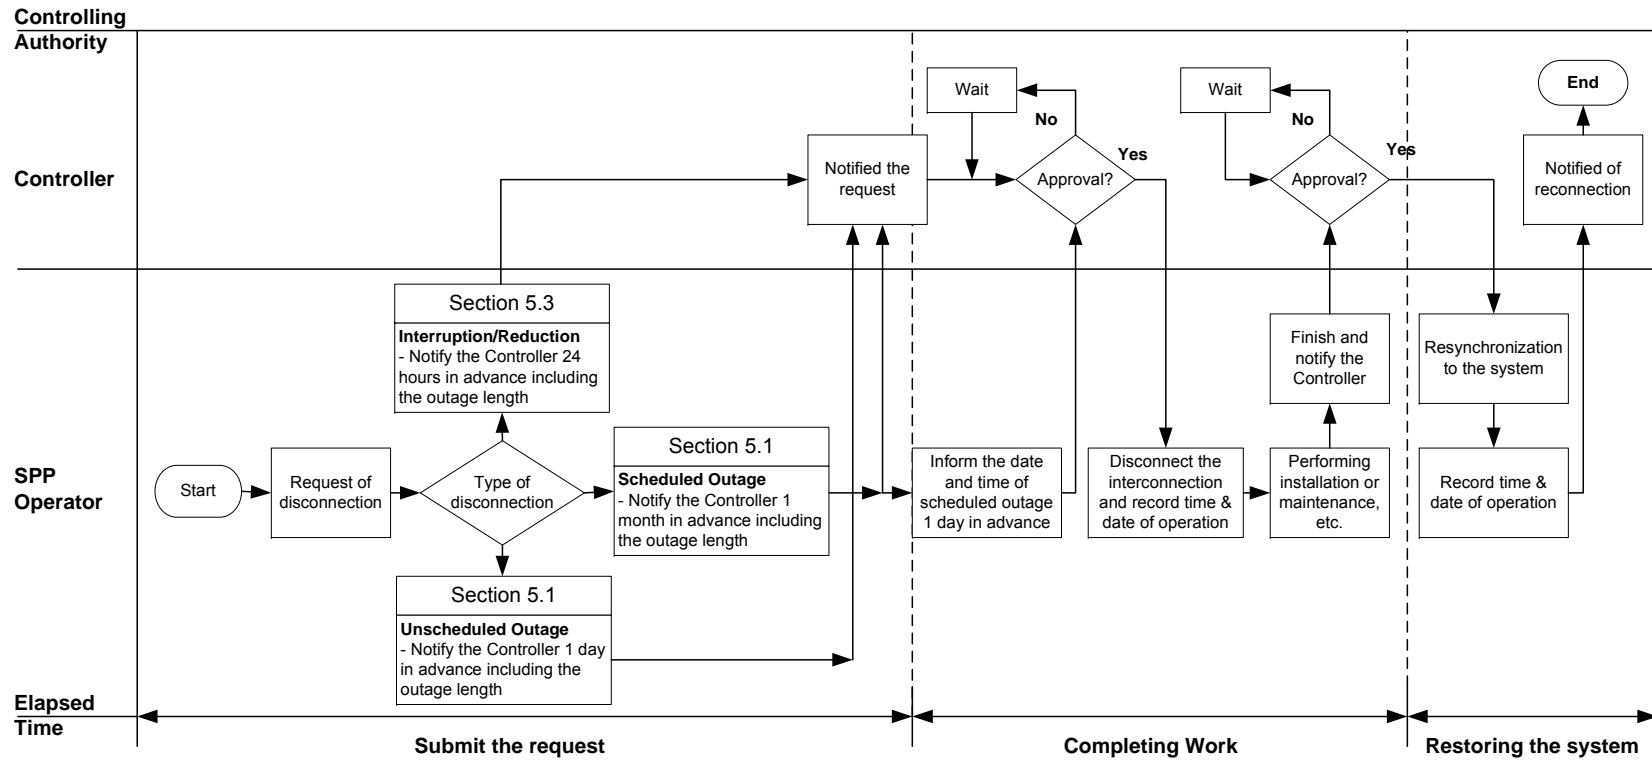 Controlling
Authority
Wait
No
Yes
Wait
No
Yes
End
Controller
Notified the
request
Approval?
Approval?
Notified of
reconnection
Section 5.3
Interruption/Reduction
- Notify the Controller 24
hours in advance including
the outage length
Finish and
notify the
Controller
Resynchronization
to the system
SPP
Operator
Start
Request of
disconnection
Type of
disconnection
Section 5.1
Scheduled Outage
- Notify the Controller 1
month in advance including
the outage length
Inform the date
and time of
scheduled outage
1 day in advance
Disconnect the
interconnection
and record time &
date of operation
Performing
installation or
maintenance,
etc.
Record time &
date of operation
Section 5.1
Unscheduled Outage
- Notify the Controller 1 day
in advance including the
outage length
Elapsed
Time
Submit the request
Completing Work
Restoring the system